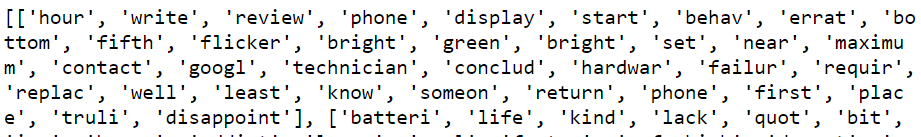 [['hour', 'write', 'review', 'phone', 'display', 'start', 'behav', 'errat', 'bo
ttom', 'fifth', 'flicker', 'bright', 'green', 'bright', 'set', 'near', 'maximu
m', 'contact', 'googl', 'technician', 'conclud', 'hardwar', 'failur', 'requir',
'replac', 'well', 'least', 'know', 'someon', 'return', 'phone', 'first', 'plac
e', 'truli', 'disappoint'], ['batteri', 'life', 'kind', 'lack', 'quot', 'bit',